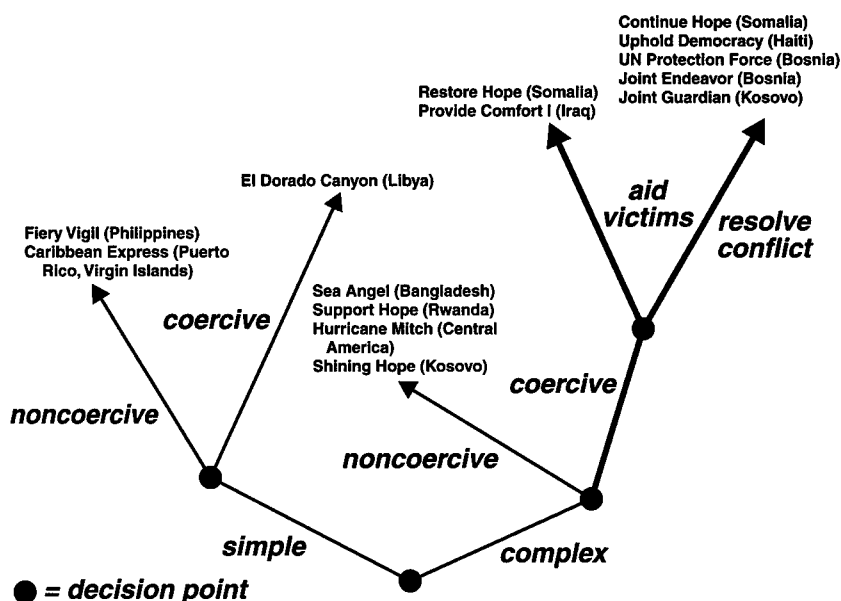 Continue Hope (Somalia)
Uphold Democracy (Haiti)
UN Protection Force (Bosnia)
Joint Endeavor (Bosnia)
Joint Guardian (Kosovo)
Restore Hope (Somalia)
Provide Comfort I (Iraq)
aid
victims
resolve
conflict
El Dorado Canyon (Libya)
Fiery Vigil (Philippines)
Caribbean Express (Puerto
Rico, Virgin Islands)
coercive
Sea Angel (Bangladesh)
Support Hope (Rwanda)
Hurricane Mitch (Central
America)
Shining Hope (Kosovo)
coercive
noncoercive
noncoercive
simple
complex
= decision point